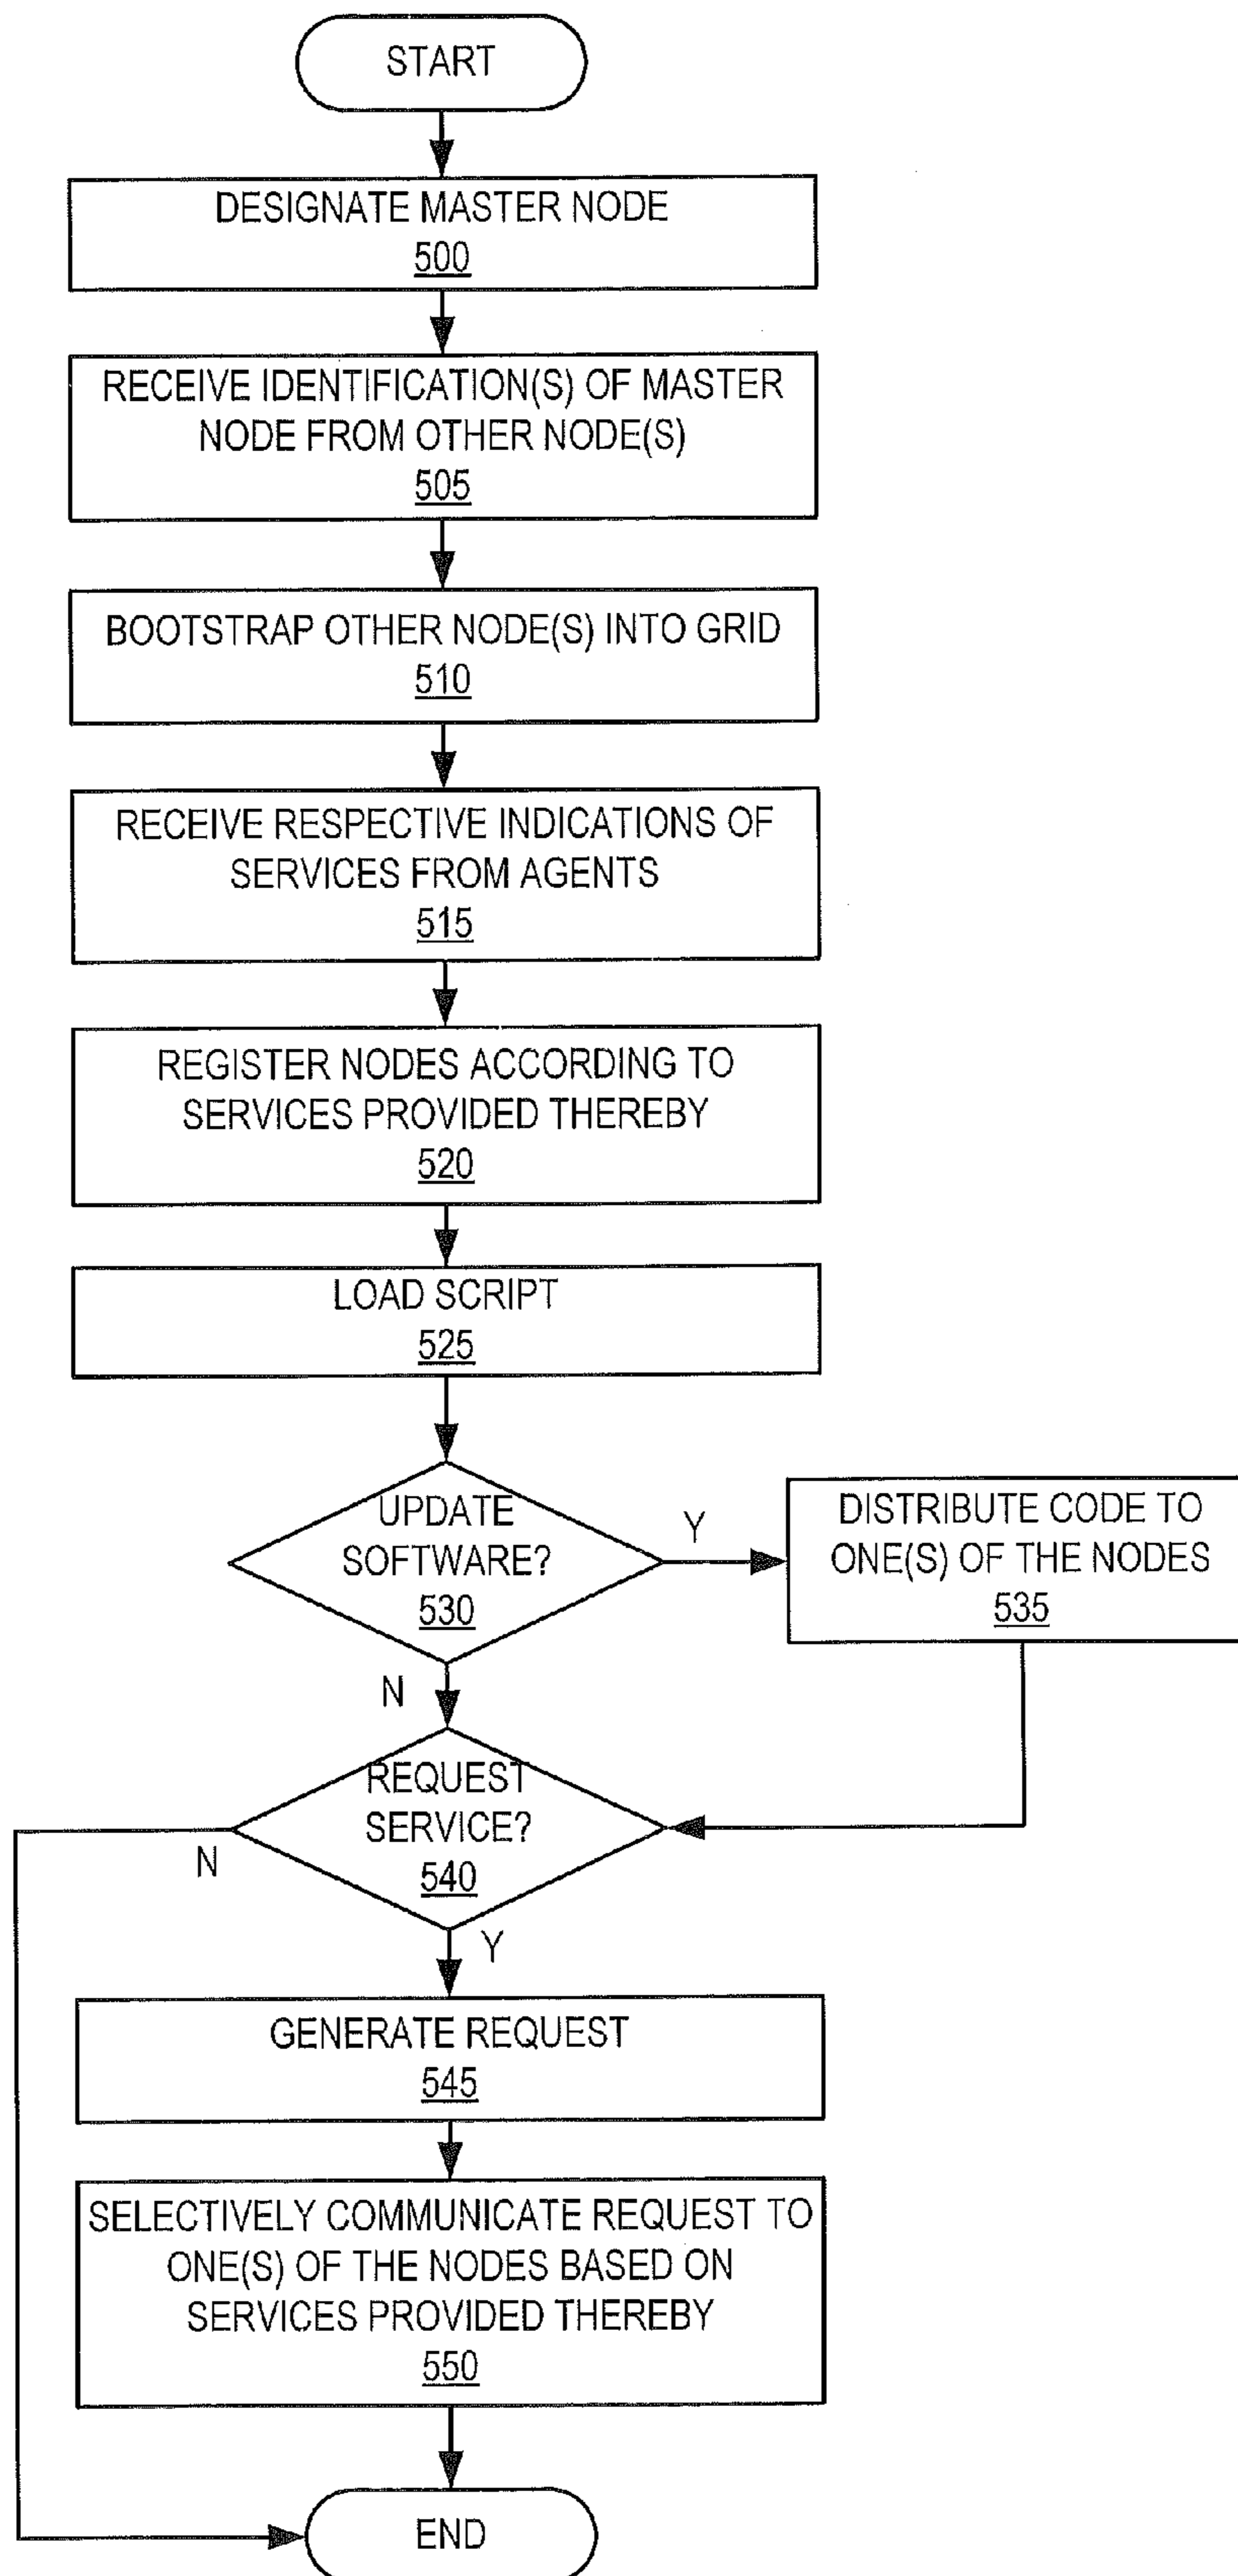 START
DESIGNATE MASTER NODE
500
RECEIVE IDENTIFICATION(S) OF MASTER
NODE FROM OTHER NODE(S)
505
BOOTSTRAP OTHER NODE(S) INTO GRID
510
RECEIVE RESPECTIVE INDICATIONS OF
SERVICES FROM AGENTS
515
REGISTER NODES ACCORDING TO
SERVICES PROVIDED THEREBY
520
LOAD SCRIPT
525
UPDATE
SOFTWARE?
530
Y
DISTRIBUTE CODE TO
ONE(S) OF THE NODES
535
N
REQUEST
SERVICE?
540
N
Y
GENERATE REQUEST
545
SELECTIVELY COMMUNICATE REQUEST TO
ONE(S) OF THE NODES BASED ON
SERVICES PROVIDED THEREBY
550
END